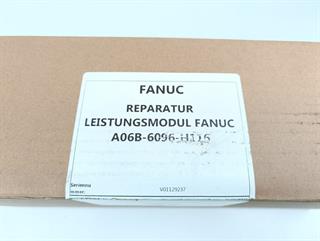 FANUC
REPARATUR
LEISTUNGSMODUL FANUC
A06B-6096-H116
V01129237